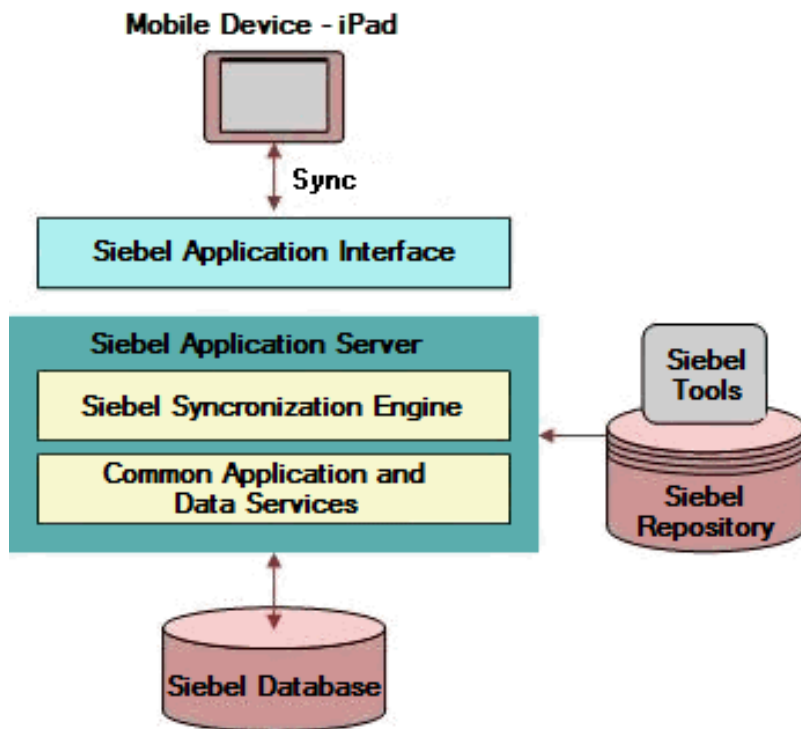 Mobile Device - iPad
Sync
Siebel Application Interface
Siebel Application Server
Siebel Syncronization Engine
Common Application and
Data Services
Siebel
Tools
Siebel
Repository
Siebel Database